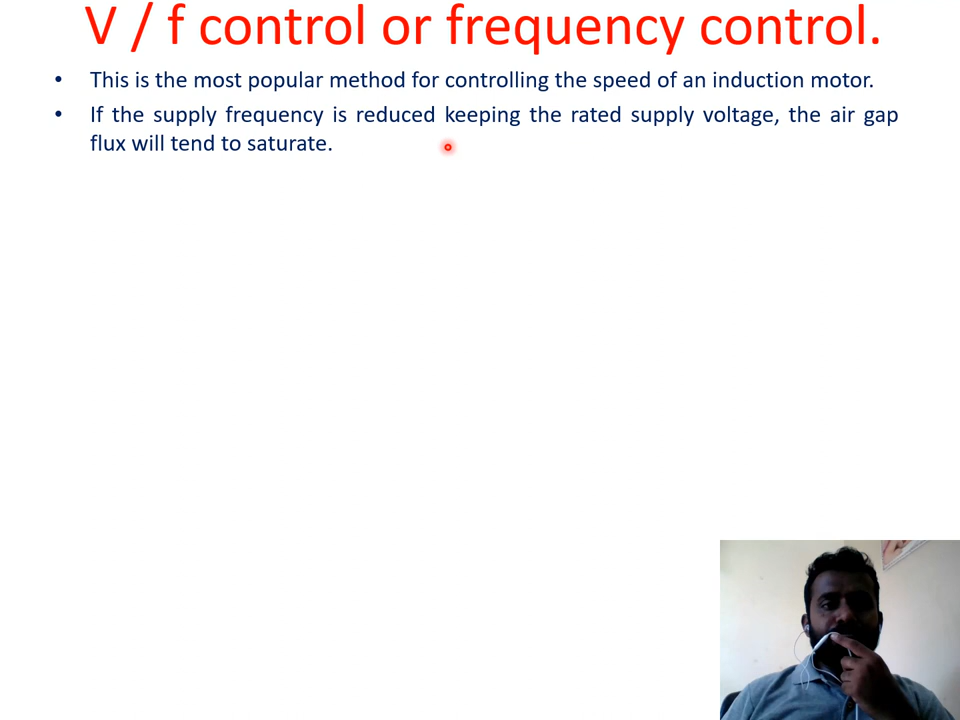 V / f control or frequency control.
• This is the most popular method for controlling the speed of an induction motor.
• If the supply frequency is reduced keeping the rated supply voltage, the air gap
flux will tend to saturate.